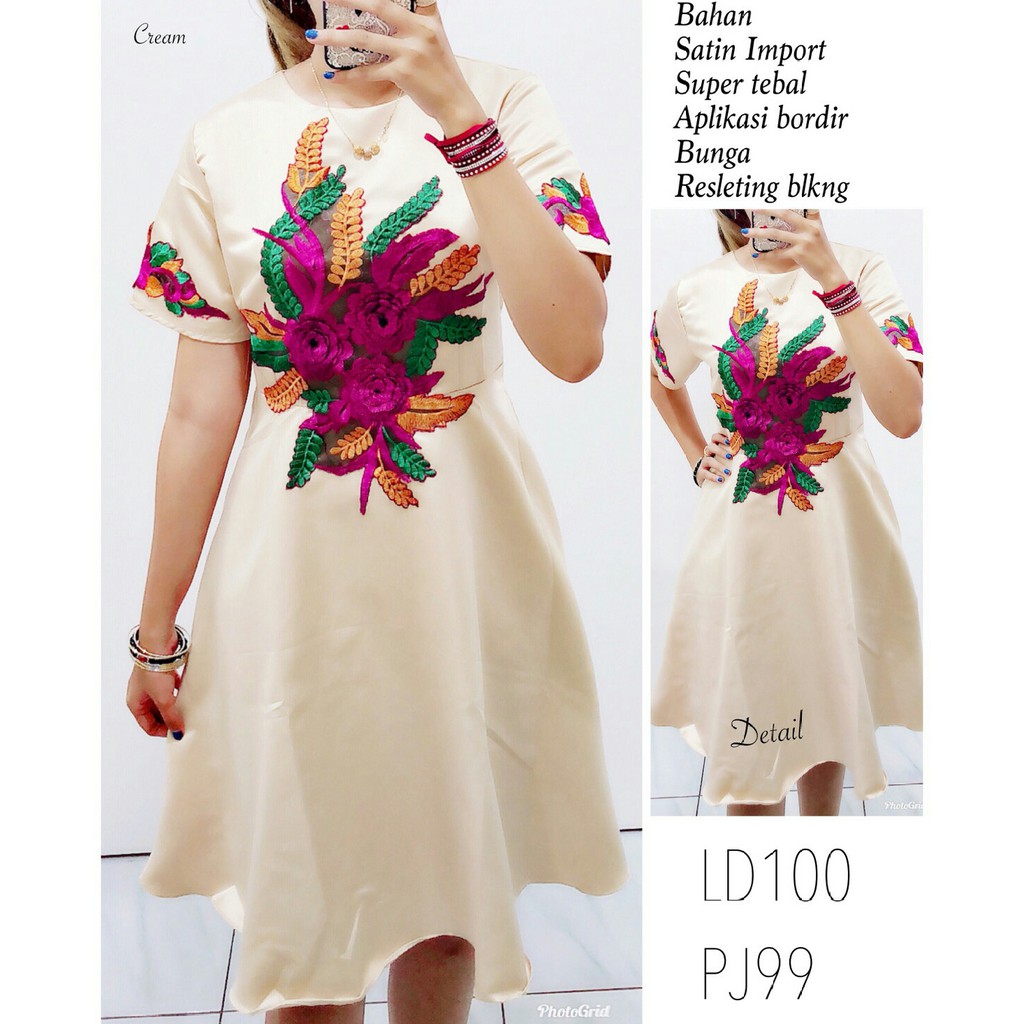 Cream
Bahan
Satin Import
Super tebal
Aplikasi bordir
Bunga
Resleting blkng
Detail
PhotoGrid
LD100
PJ99
PhotoGrid